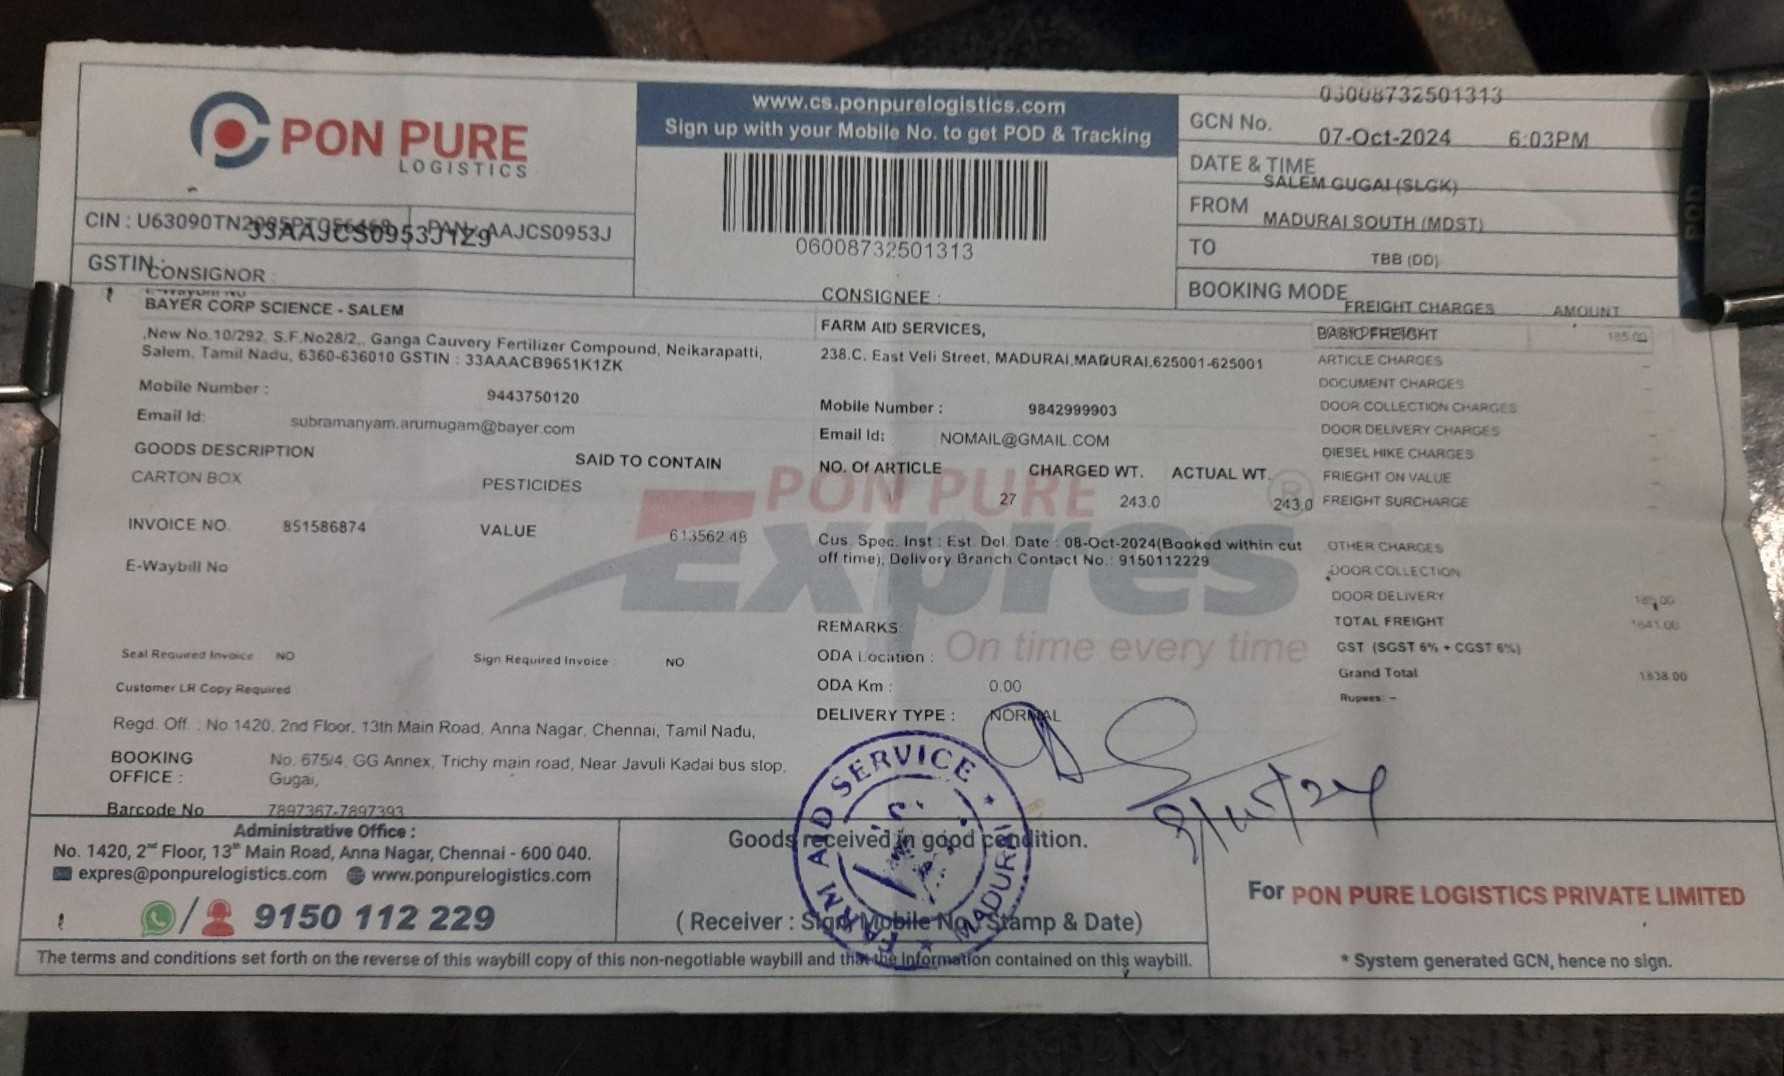 PON PURE
LOGISTICS
www.cs.ponpurelogistics.com
Sign up with your Mobile No. to get POD & Tracking
06008732501313
GCN No. 06008732501313
DATE & TIME 07-Oct-2024 6:03PM
FROM SALEM GUGAI (SLGK)
TO MADURAI SOUTH (MDST)
BOOKING MODE TBB (DD)
POD
CIN : PAN : AAJCS0953J
GSTIN : 33AAJCS0953J1Z9
CONSIGNOR :
BAYER CORP SCIENCE - SALEM
,New No.10/292, S.F.No28/2,, Ganga Cauvery Fertilizer Compound, Neikarapatti,
Salem, Tamil Nadu, 6360-636010 GSTIN : 33AAACB9651K1ZK
Mobile Number : 9443750120
Email Id: subramanyam.arumugam@bayer.com
GOODS DESCRIPTION SAID TO CONTAIN
CARTON BOX PESTICIDES
INVOICE NO. 851586874 VALUE 613562.48
E-Waybill No
Seal Required Invoice NO Sign Required Invoice : NO
Customer LR Copy Required
Regd. Off. : No 1420, 2nd Floor, 13th Main Road, Anna Nagar, Chennai, Tamil Nadu,
BOOKING OFFICE : No. 675/4, GG Annex, Trichy main road, Near Javuli Kadai bus stop,
Gugai,
Barcode No 7897367-7897393
CONSIGNEE :
FARM AID SERVICES,
238.C, East Veli Street, MADURAI,MADURAI,625001-625001
Mobile Number : 9842999903
Email Id: NOMAIL@GMAIL.COM
NO. Of ARTICLE CHARGED WT. ACTUAL WT.
27 243.0 243.0
PON PURE
Expres ®
On time every time
Cus. Spec. Inst : Est. Del. Date : 08-Oct-2024(Booked within cut
off time), Delivery Branch Contact No.: 9150112229
REMARKS:
ODA Location :
ODA Km : 0.00
DELIVERY TYPE : NORMAL
FREIGHT CHARGES AMOUNT
BASIC FREIGHT
ARTICLE CHARGES
DOCUMENT CHARGES
DOOR COLLECTION CHARGES
DOOR DELIVERY CHARGES
DIESEL HIKE CHARGES
FRIEGHT ON VALUE
FREIGHT SURCHARGE
OTHER CHARGES
DOOR COLLECTION
DOOR DELIVERY
TOTAL FREIGHT 1641.00
GST (SGST 6% + CGST 6%)
Grand Total 1838.00
Rupees: -
FARM AID SERVICE
★ MADURAI ★
Administrative Office :
No. 1420, 2nd Floor, 13th Main Road, Anna Nagar, Chennai - 600 040.
expres@ponpurelogistics.com www.ponpurelogistics.com
9150 112 229
Goods received in good condition.
( Receiver : Sign, Mobile No., Stamp & Date)
For PON PURE LOGISTICS PRIVATE LIMITED
* System generated GCN, hence no sign.
The terms and conditions set forth on the reverse of this waybill copy of this non-negotiable waybill and that the Information contained on this waybill.